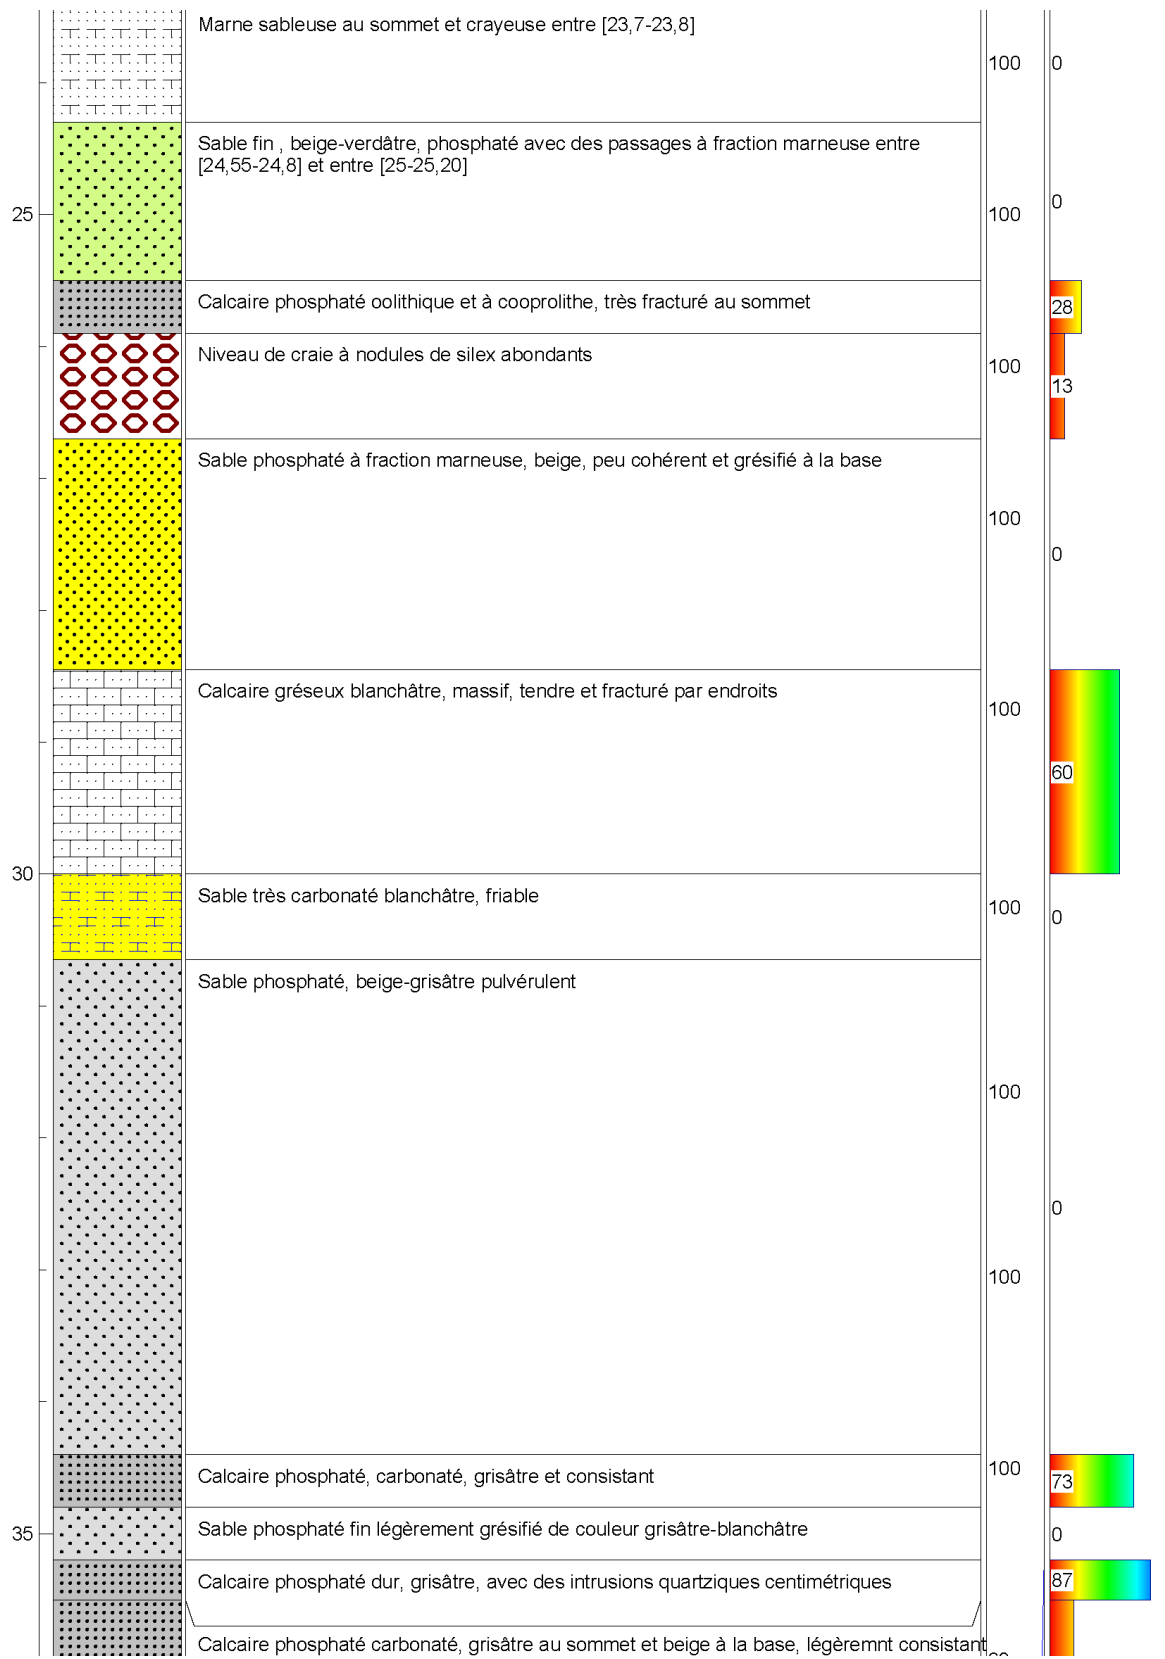 Marne sableuse au sommet et crayeuse entre [23,7-23,8]
100
0
Sable fin , beige-verdâtre, phosphaté avec des passages à fraction marneuse entre
[24,55-24,8] et entre [25-25,20]
25
100
0
Calcaire phosphaté oolithique et à cooprolithe, très fracturé au sommet
28
Niveau de craie à nodules de silex abondants
100
13
Sable phosphaté à fraction marneuse, beige, peu cohérent et grésifié à la base
100
0
Calcaire gréseux blanchâtre, massif, tendre et fracturé par endroits
100
60
30
Sable très carbonaté blanchâtre, friable
100
0
Sable phosphaté, beige-grisâtre pulvérulent
100
0
100
Calcaire phosphaté, carbonaté, grisâtre et consistant
100
73
35
Sable phosphaté fin légèrement grésifié de couleur grisâtre-blanchâtre
0
Calcaire phosphaté dur, grisâtre, avec des intrusions quartziques centimétriques
87
Calcaire phosphaté carbonaté, grisâtre au sommet et beige à la base, légèremnt consistant